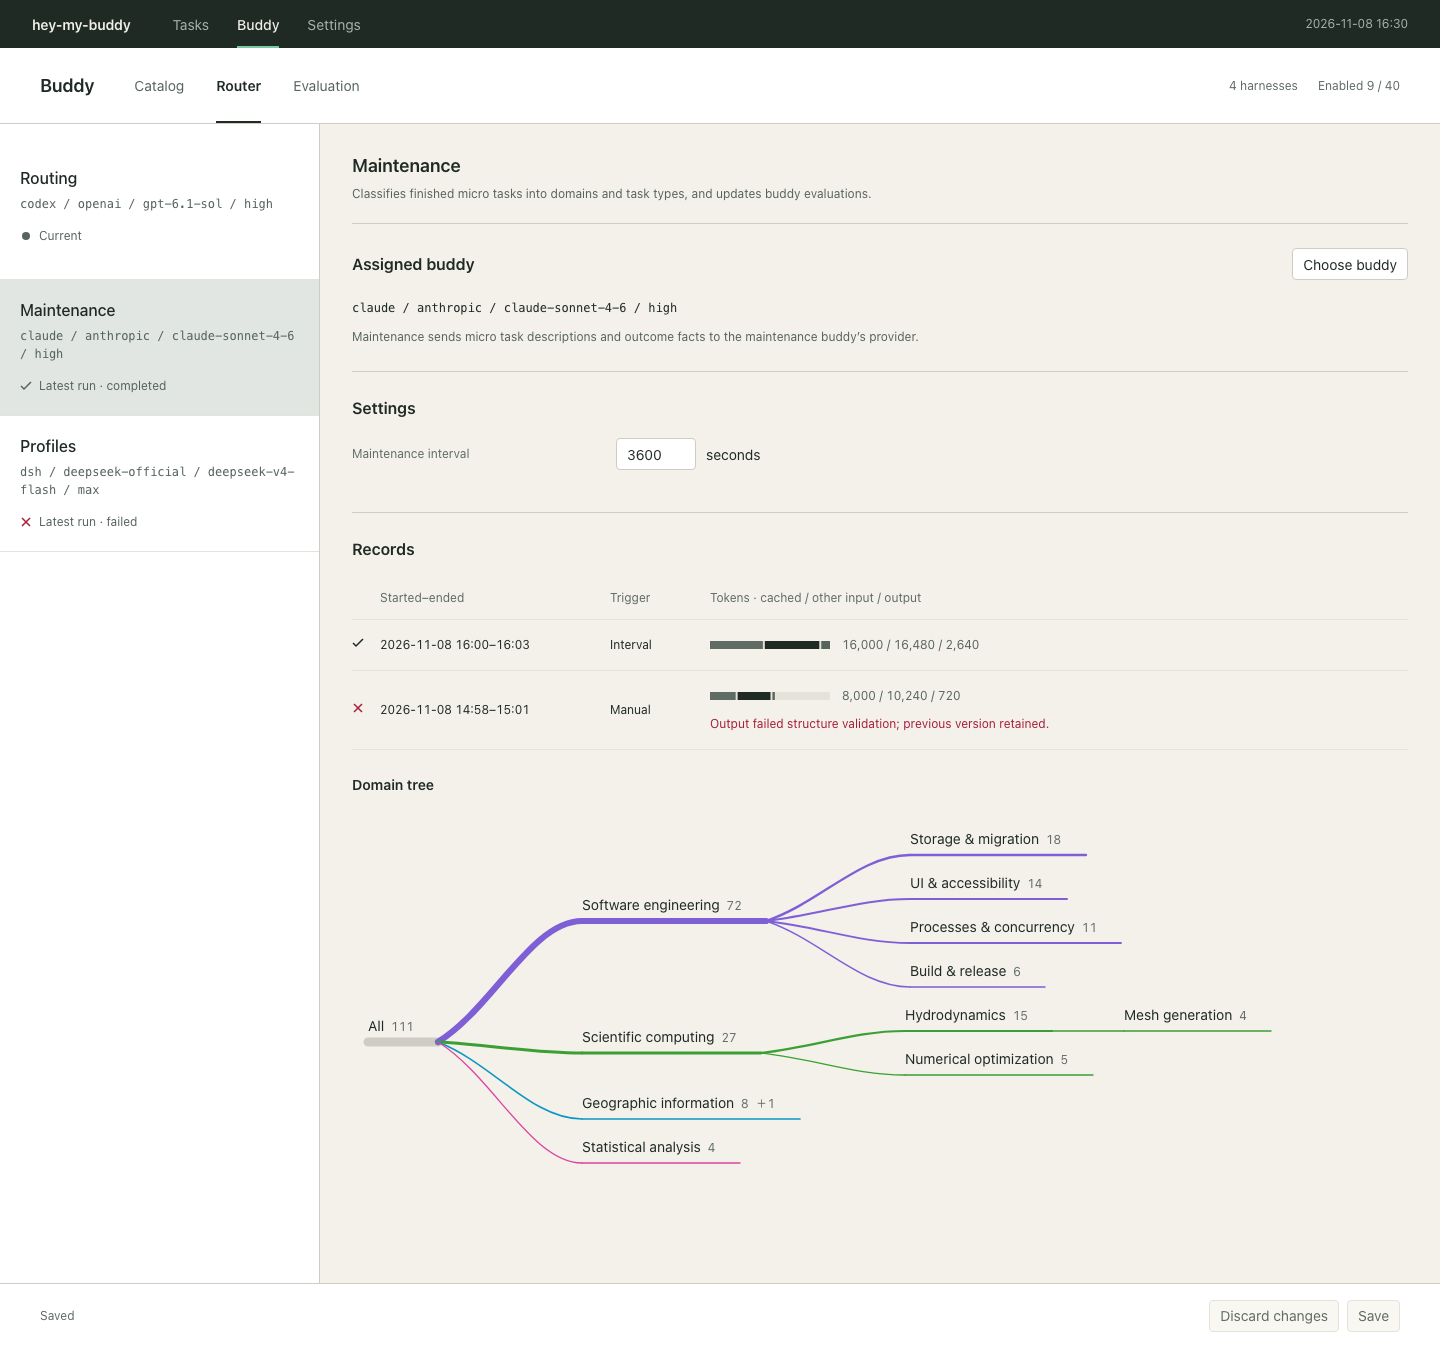 hey-my-buddy
Tasks
Buddy
Settings
2026-11-08 16:30
Buddy
Catalog
Router
Evaluation
4 harnesses
Enabled 9 / 40
Routing
codex / openai / gpt-6.1-sol / high
Current
Maintenance
claude / anthropic / claude-sonnet-4-6
/ high
Latest run · completed
Profiles
dsh / deepseek-official / deepseek-v4-
flash / max
Latest run · failed
Maintenance
Classifies finished micro tasks into domains and task types, and updates buddy evaluations.
Assigned buddy
Choose buddy
claude / anthropic / claude-sonnet-4-6 / high
Maintenance sends micro task descriptions and outcome facts to the maintenance buddy's provider.
Settings
Maintenance interval
3600
seconds
Records
Started–ended
Trigger
Tokens · cached / other input / output
2026-11-08 16:00–16:03
Interval
16,000 / 16,480 / 2,640
2026-11-08 14:58–15:01
Manual
8,000 / 10,240 / 720
Output failed structure validation; previous version retained.
Domain tree
All 111
Software engineering 72
Storage & migration 18
UI & accessibility 14
Processes & concurrency 11
Build & release 6
Scientific computing 27
Hydrodynamics 15
Mesh generation 4
Numerical optimization 5
Geographic information 8 +1
Statistical analysis 4
Saved
Discard changes
Save